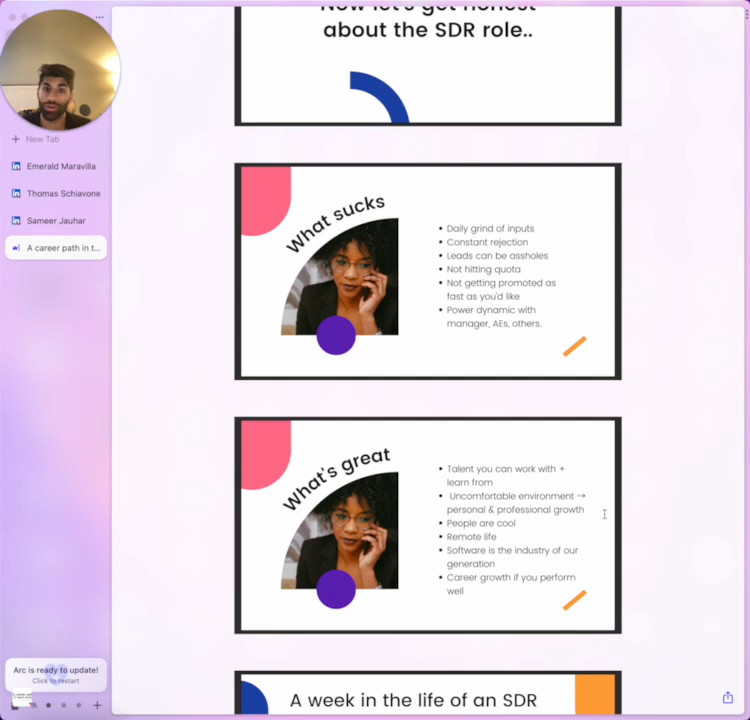 Now let's get honest
about the SDR role..
+ New Tab
Emerald Maravilla
Thomas Schiavone
Sameer Jauhar
A career path in t...
What sucks
• Daily grind of inputs
• Constant rejection
• Leads can be assholes
• Not hitting quota
• Not getting promoted as
fast as you'd like
• Power dynamic with
manager, AEs, others.
What's great
• Talent you can work with +
learn from
• Uncomfortable environment →
personal & professional growth
• People are cool
• Remote life
• Software is the industry of our
generation
• Career growth if you perform
well
Arc is ready to update!
Click to restart
A week in the life of an SDR